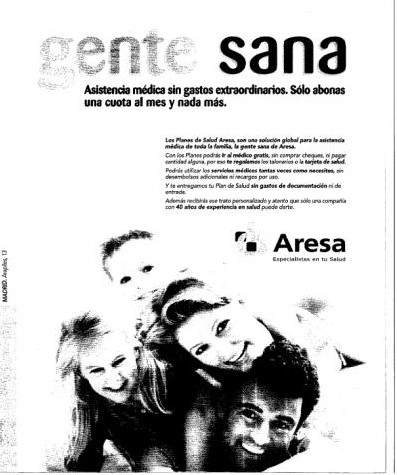 gente sana
Asistencia médica sin gastos extraordinarios. Sólo abonas
una cuota al mes y nada más.
Los Planes de Salud Aresa, son una solución global para la asistencia
médica de toda la familia, la gente sana de Aresa.
Con los Planes podrás ir al médico gratis, sin comprar cheques, ni pagar
cantidad alguna, por eso te regalamos los talonarios o la tarjeta de salud.
Podrás utilizar los servicios médicos tantas veces como necesites, sin
desembolsos adicionales ni recargos por uso.
Y te entregamos tu Plan de Salud sin gastos de documentación ni de
entrada.
Además recibirás ese trato personalizado y atento que sólo una compañía
con 40 años de experiencia en salud puede darte.
Aresa
Especialistas en tu Salud
MADRID. Arapiles, 13